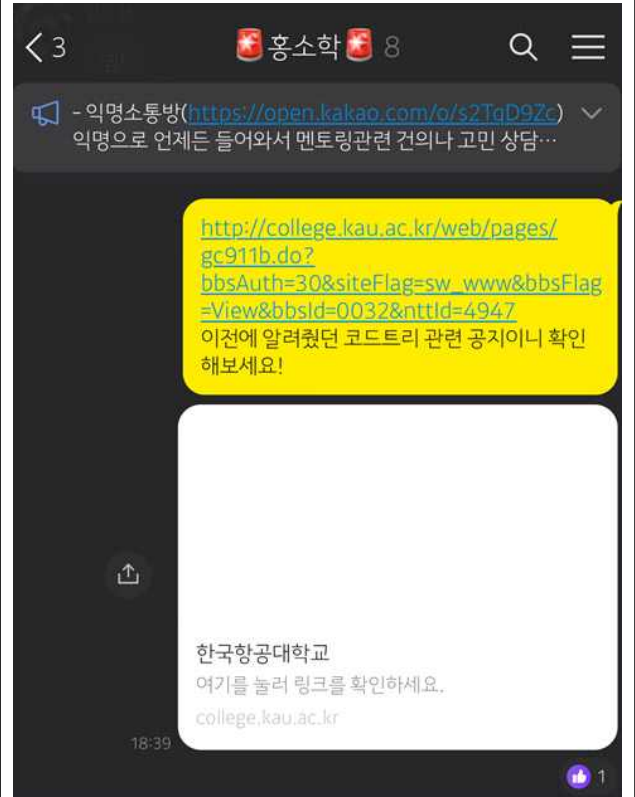 3
🚨홍소학🚨 8
- 익명소통방(https://open.kakao.com/o/s2TqD9Zc)
익명으로 언제든 들어와서 멘토링관련 건의나 고민 상담…
http://college.kau.ac.kr/web/pages/
gc911b.do?
bbsAuth=30&siteFlag=sw_www&bbsFlag
=View&bbsId=0032&nttId=4947
이전에 알려줬던 코드트리 관련 공지이니 확인
해보세요!
한국항공대학교
여기를 눌러 링크를 확인하세요.
college.kau.ac.kr
18:39
1